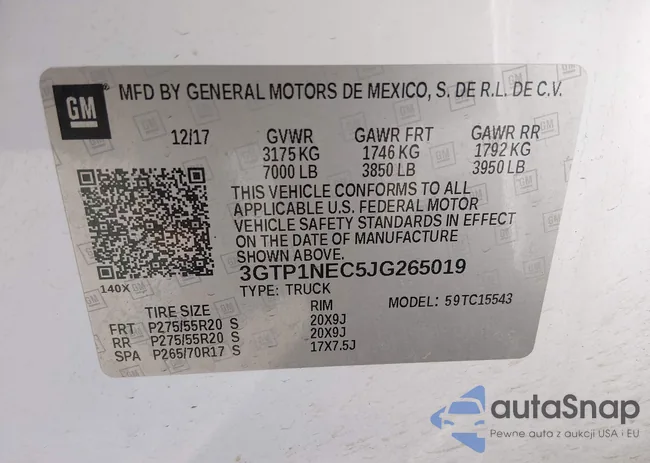 GM
MFD BY GENERAL MOTORS DE MEXICO, S. DE R.L. DE C.V.
12/17 GVWR GAWR FRT GAWR RR
3175 KG 1746 KG 1792 KG
7000 LB 3850 LB 3950 LB
THIS VEHICLE CONFORMS TO ALL
APPLICABLE U.S. FEDERAL MOTOR
VEHICLE SAFETY STANDARDS IN EFFECT
ON THE DATE OF MANUFACTURE
SHOWN ABOVE.
3GTP1NEC5JG265019
140X TYPE: TRUCK MODEL: 59TC15543
TIRE SIZE RIM
FRT P275/55R20 S 20X9J
RR P275/55R20 S 20X9J
SPA P265/70R17 S 17X7.5J
autaSnap
Pewne auta z aukcji USA i EU